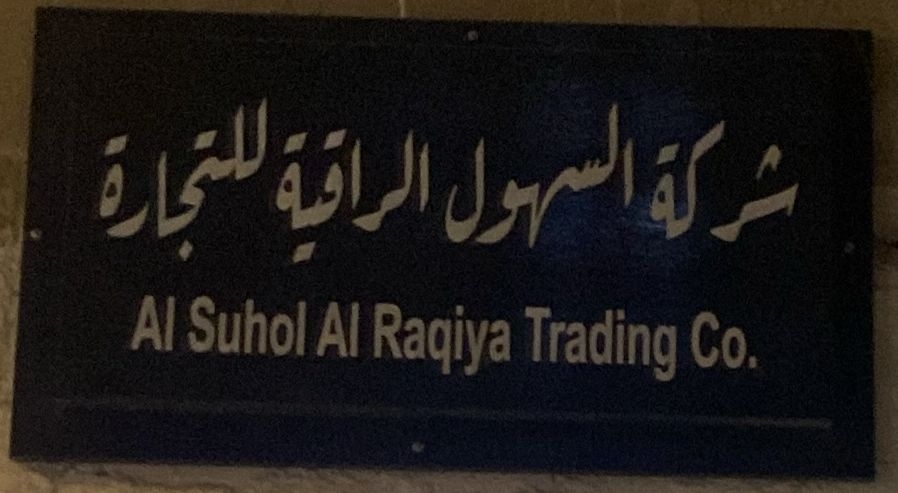 شركة السهول الراقية للتجارة
Al Suhol Al Raqiya Trading Co.